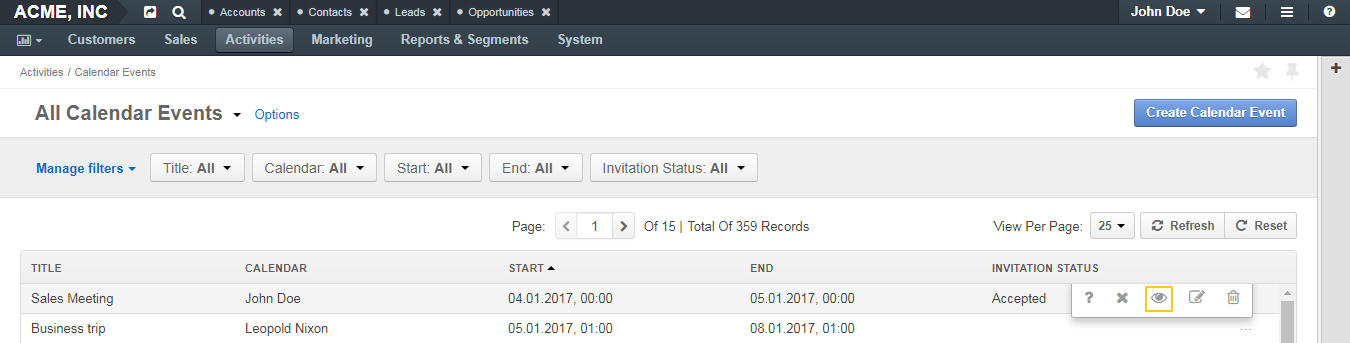 ACME, INC Accounts Contacts Leads Opportunities John Doe
Customers Sales Activities Marketing Reports & Segments System
Activities / Calendar Events
All Calendar Events Options Create Calendar Event
Manage filters Title: All Calendar: All Start: All End: All Invitation Status: All
Page: 1 Of 15 | Total Of 359 Records View Per Page: 25 Refresh Reset
TITLE CALENDAR START END INVITATION STATUS
Sales Meeting John Doe 04.01.2017, 00:00 05.01.2017, 00:00 Accepted
Business trip Leopold Nixon 05.01.2017, 01:00 08.01.2017, 01:00 ...